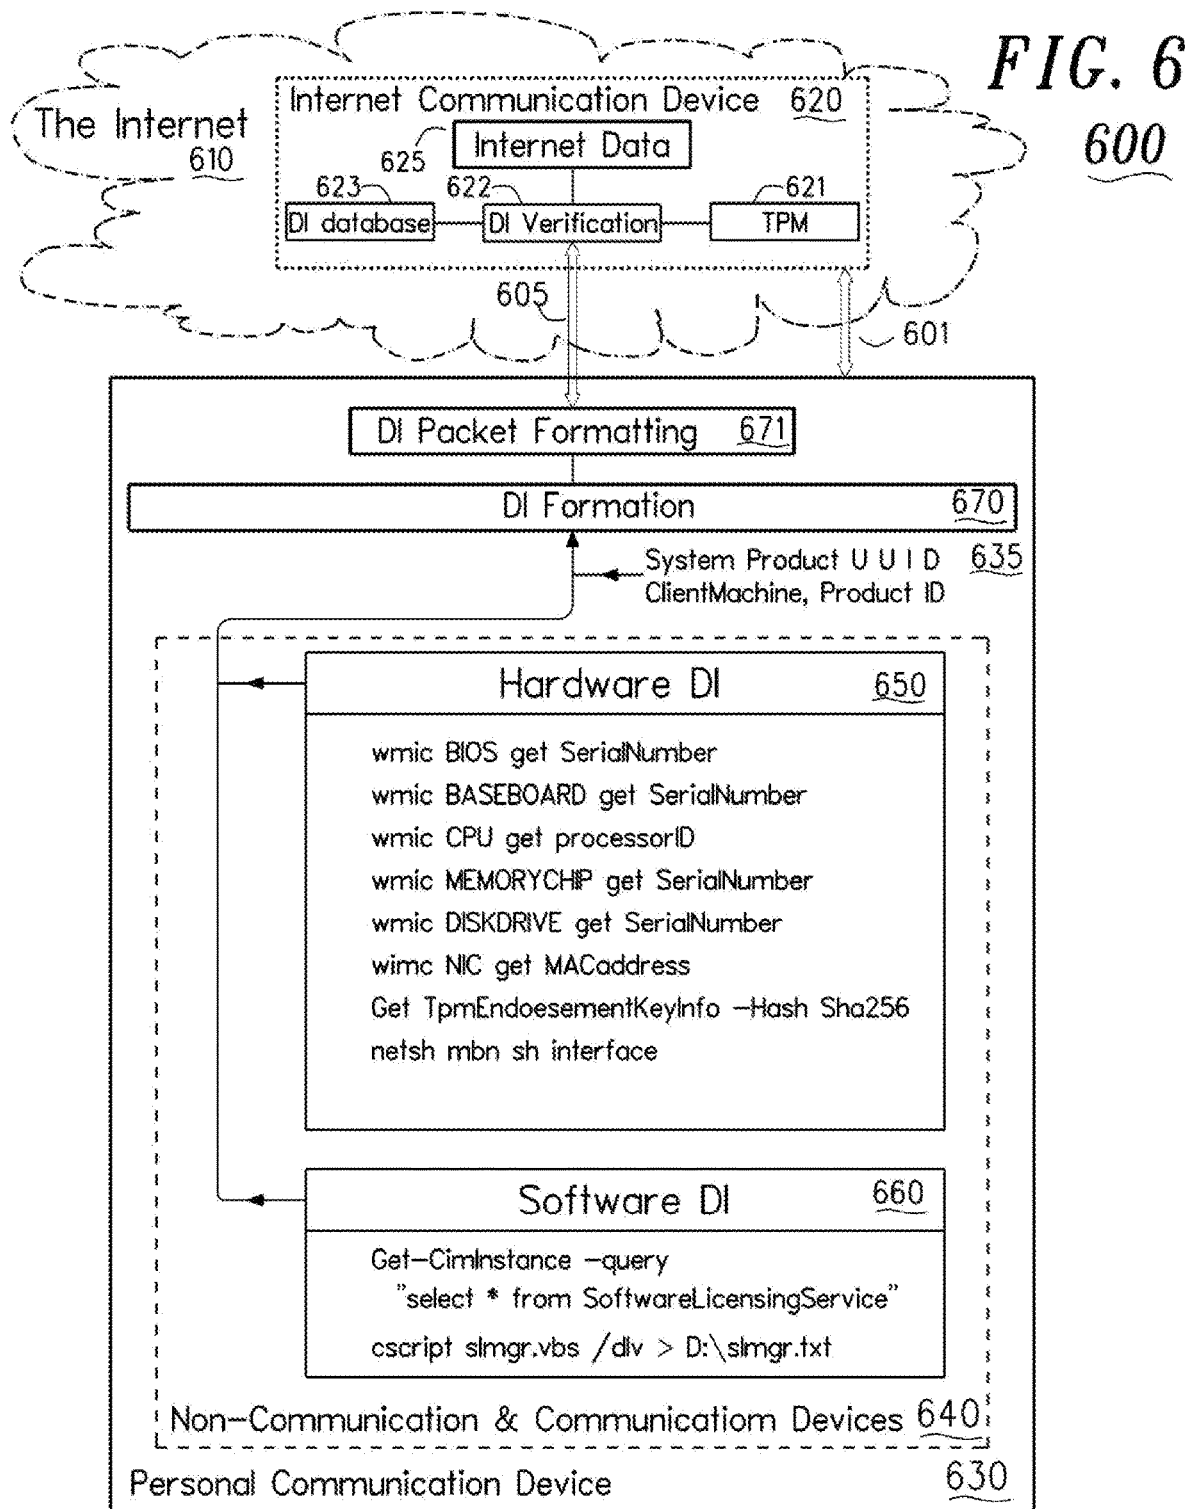 FIG. 6
600
The Internet
610
Internet Communication Device 620
625
Internet Data
623
622
621
DI database
DI Verification
TPM
605
601
DI Packet Formatting 671
DI Formation 670
System Product U U I D 635
ClientMachine, Product ID
Hardware DI 650
wmic BIOS get SerialNumber
wmic BASEBOARD get SerialNumber
wmic CPU get processorID
wmic MEMORYCHIP get SerialNumber
wmic DISKDRIVE get SerialNumber
wimc NIC get MACaddress
Get TpmEndoesementKeyInfo –Hash Sha256
netsh mbn sh interface
Software DI 660
Get–CimInstance –query
"select * from SoftwareLicensingService"
cscript slmgr.vbs /dlv > D:\slmgr.txt
Non–Communication & Communicatiom Devices 640
Personal Communication Device 630